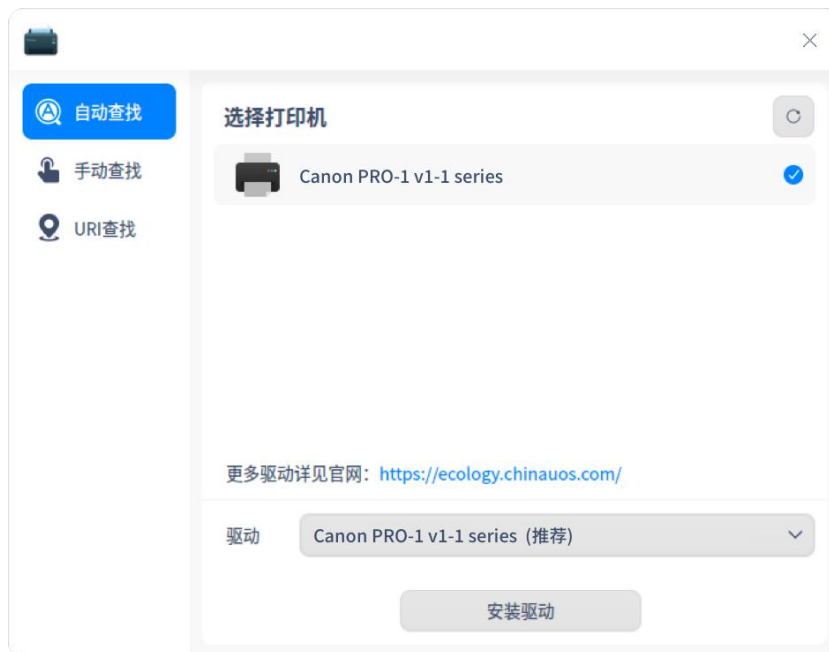 自动查找
手动查找
URI查找
选择打印机
Canon PRO-1 v1-1 series
更多驱动详见官网：https://ecology.chinauos.com/
驱动
Canon PRO-1 v1-1 series (推荐)
安装驱动